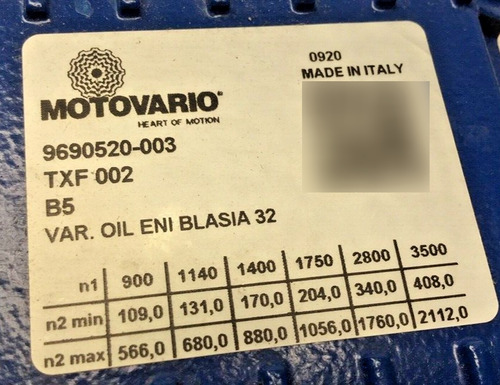 MOTOVARIO®
HEART OF MOTION
0920
MADE IN ITALY
9690520-003
TXF 002
B5
VAR. OIL ENI BLASIA 32
n1 900 1140 1400 1750 2800 3500
n2 min 109,0 131,0 170,0 204,0 340,0 408,0
n2 max 566,0 680,0 880,0 1056,0 1760,0 2112,0